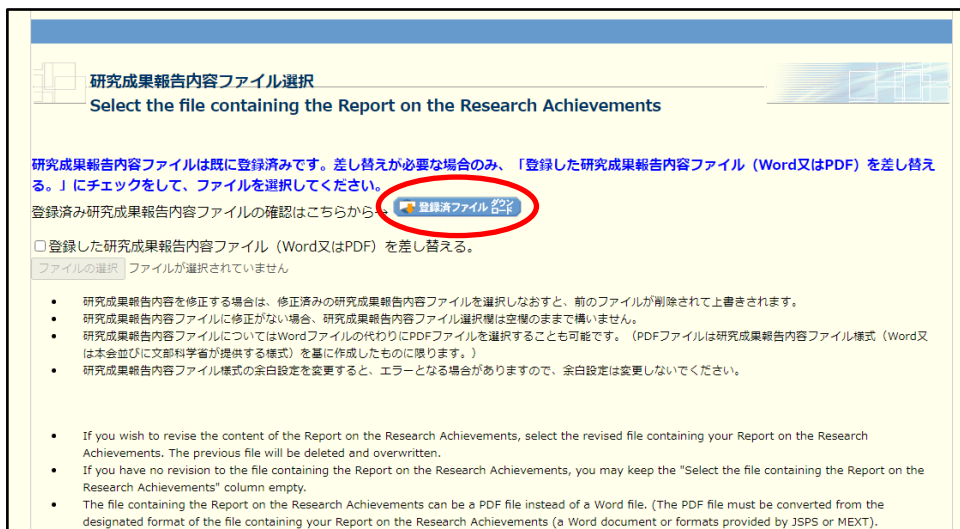 研究成果報告内容ファイル選択
Select the file containing the Report on the Research Achievements
研究成果報告内容ファイルは既に登録済みです。差し替えが必要な場合のみ、「登録した研究成果報告内容ファイル（Word又はPDF）を差し替え
る。」にチェックをして、ファイルを選択してください。
登録済み研究成果報告内容ファイルの確認はこちらから→ 登録済ファイル ダウンロード
登録した研究成果報告内容ファイル（Word又はPDF）を差し替える。
ファイルの選択 ファイルが選択されていません
• 研究成果報告内容を修正する場合は、修正済みの研究成果報告内容ファイルを選択しなおすと、前のファイルが削除されて上書きされます。
• 研究成果報告内容ファイルに修正がない場合、研究成果報告内容ファイル選択欄は空欄のままで構いません。
• 研究成果報告内容ファイルについてはWordファイルの代わりにPDFファイルを選択することも可能です。（PDFファイルは研究成果報告内容ファイル様式（Word又
は本会並びに文部科学省が提供する様式）を基に作成したものに限ります。）
• 研究成果報告内容ファイル様式の余白設定を変更すると、エラーとなる場合がありますので、余白設定は変更しないでください。
• If you wish to revise the content of the Report on the Research Achievements, select the revised file containing your Report on the Research
Achievements. The previous file will be deleted and overwritten.
• If you have no revision to the file containing the Report on the Research Achievements, you may keep the "Select the file containing the Report on the
Research Achievements" column empty.
• The file containing the Report on the Research Achievements can be a PDF file instead of a Word file. (The PDF file must be converted from the
designated format of the file containing your Report on the Research Achievements (a Word document or formats provided by JSPS or MEXT).